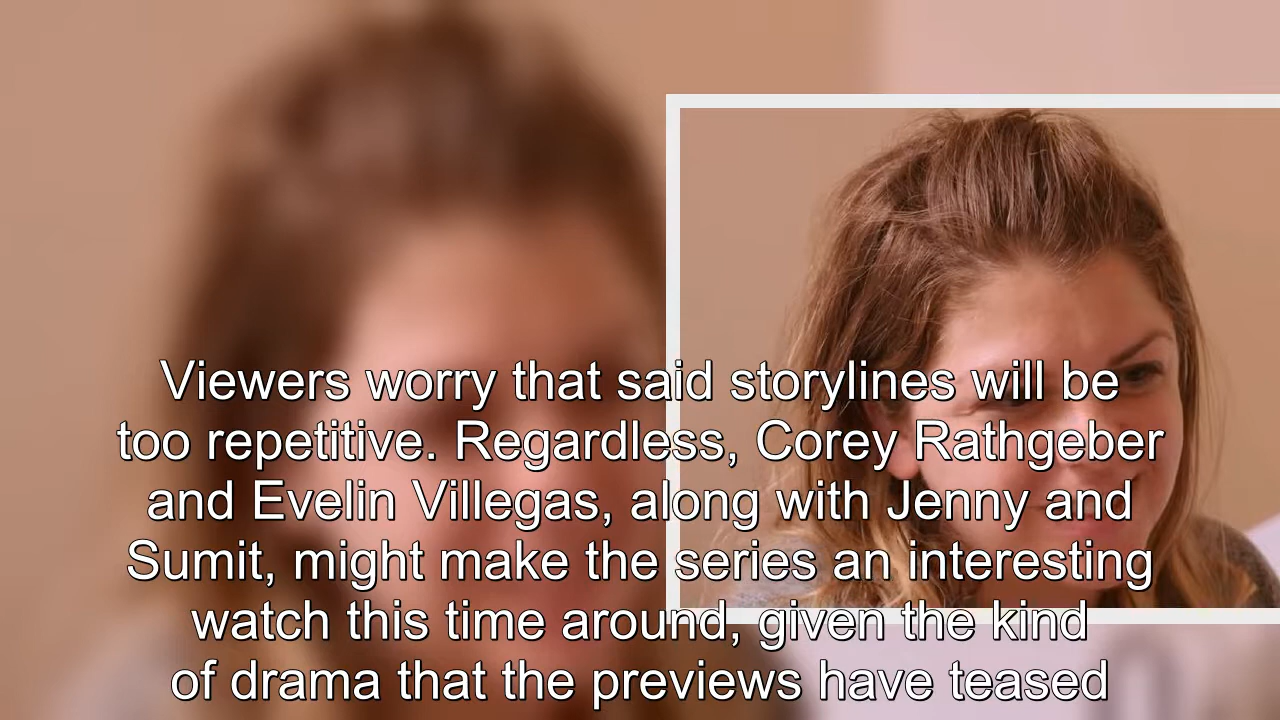 Viewers worry that said storylines will be
too repetitive. Regardless, Corey Rathgeber
and Evelin Villegas, along with Jenny and
Sumit, might make the series an interesting
watch this time around, given the kind
of drama that the previews have teased